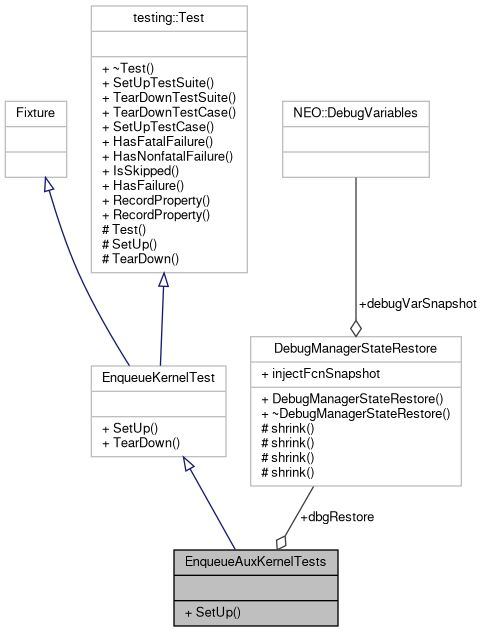 testing::Test
+ ~Test()
+ SetUpTestSuite()
+ TearDownTestSuite()
+ TearDownTestCase()
+ SetUpTestCase()
+ HasFatalFailure()
+ HasNonfatalFailure()
+ IsSkipped()
+ HasFailure()
+ RecordProperty()
+ RecordProperty()
# Test()
# SetUp()
# TearDown()
Fixture
NEO::DebugVariables
+debugVarSnapshot
EnqueueKernelTest
+ SetUp()
+ TearDown()
DebugManagerStateRestore
+ injectFcnSnapshot
+ DebugManagerStateRestore()
+ ~DebugManagerStateRestore()
# shrink()
# shrink()
# shrink()
# shrink()
+dbgRestore
EnqueueAuxKernelTests
+ SetUp()